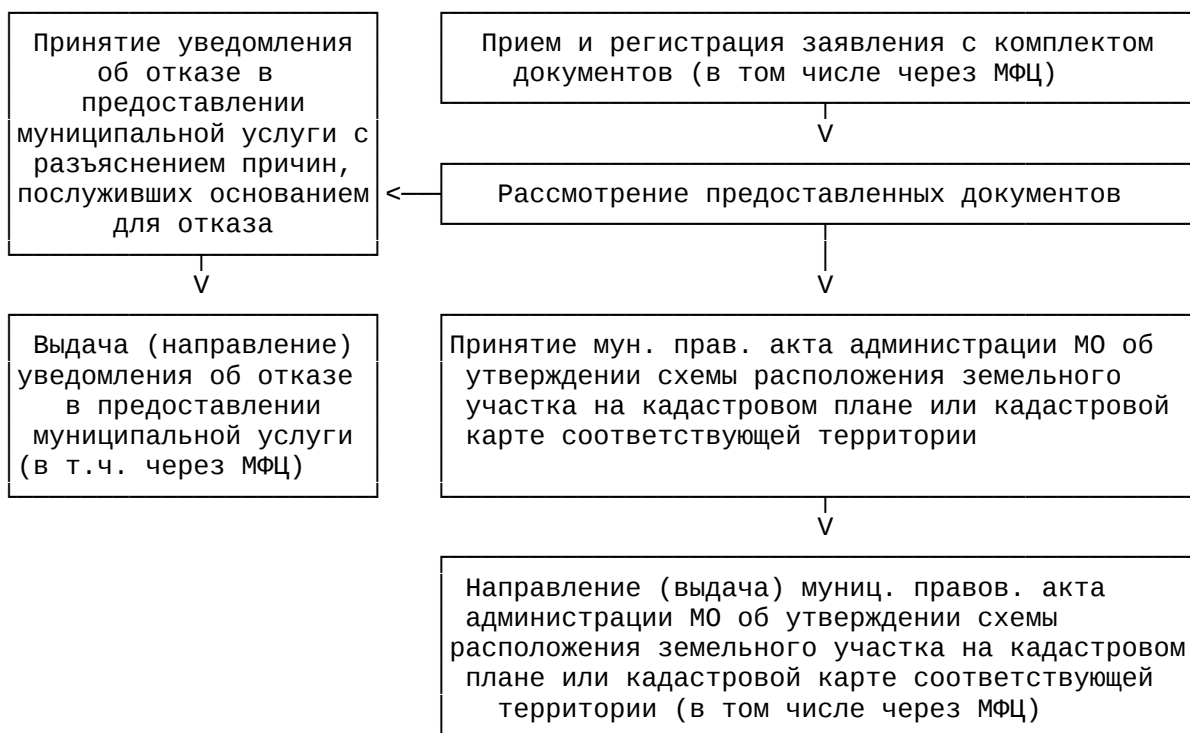 Принятие уведомления
об отказе в
предоставлении
муниципальной услуги с
разъяснением причин,
послуживших основанием
для отказа
Прием и регистрация заявления с комплектом
документов (в том числе через МФЦ)
Рассмотрение предоставленных документов
Выдача (направление)
уведомления об отказе
в предоставлении
муниципальной услуги
(в т.ч. через МФЦ)
Принятие мун. прав. акта администрации МО об
утверждении схемы расположения земельного
участка на кадастровом плане или кадастровой
карте соответствующей территории
Направление (выдача) муниц. правов. акта
администрации МО об утверждении схемы
расположения земельного участка на кадастровом
плане или кадастровой карте соответствующей
территории (в том числе через МФЦ)